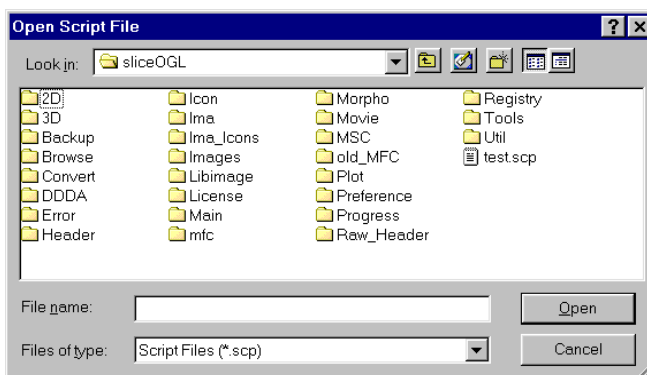 Open Script File
Look in: sliceOGL
2D Icon Morpho Registry
3D Ima Movie Tools
Backup Ima_Icons MSC Util
Browse Images old_MFC test.scp
Convert Libimage Plot
DDDA License Preference
Error Main Progress
Header mfc Raw_Header
File name: Open
Files of type: Script Files (*.scp) Cancel